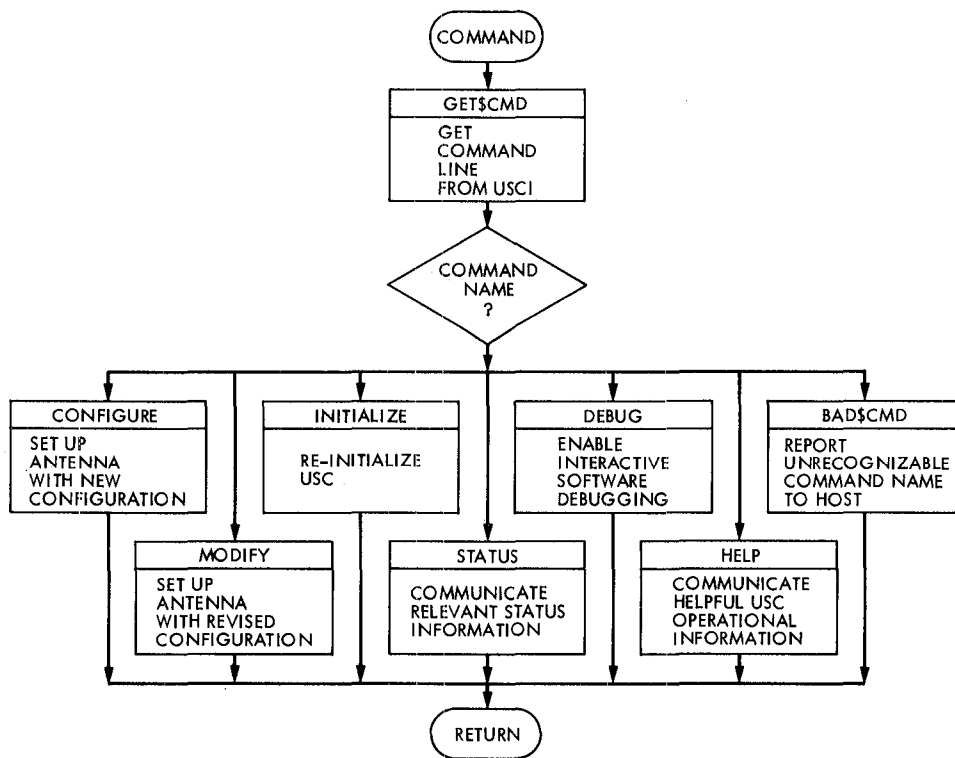 COMMAND
GET$CMD
GET
COMMAND
LINE
FROM USCI
COMMAND
NAME
?
CONFIGURE
SET UP
ANTENNA
WITH NEW
CONFIGURATION
INITIALIZE
RE-INITIALIZE
USC
DEBUG
ENABLE
INTERACTIVE
SOFTWARE
DEBUGGING
BAD$CMD
REPORT
UNRECOGNIZABLE
COMMAND NAME
TO HOST
MODIFY
SET UP
ANTENNA
WITH REVISED
CONFIGURATION
STATUS
COMMUNICATE
RELEVANT STATUS
INFORMATION
HELP
COMMUNICATE
HELPFUL USC
OPERATIONAL
INFORMATION
RETURN